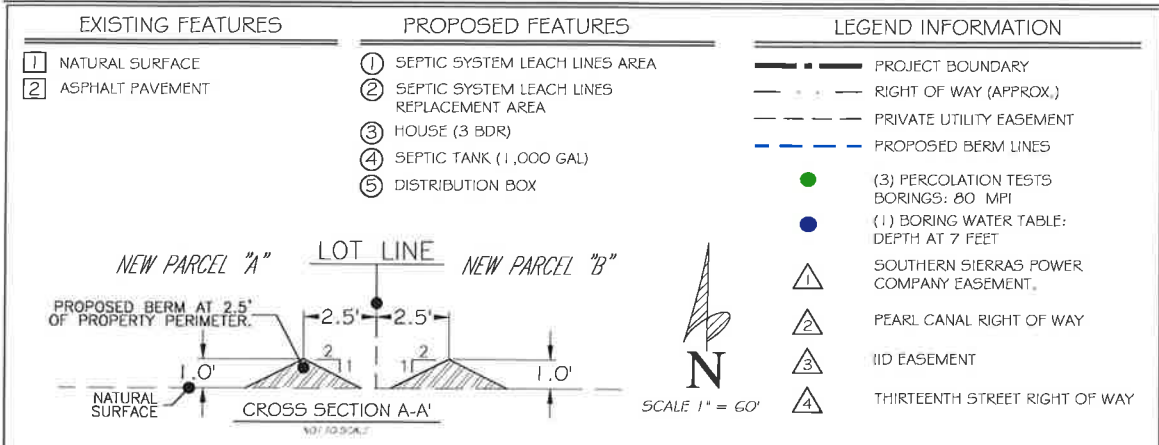 EXISTING FEATURES
1 NATURAL SURFACE
2 ASPHALT PAVEMENT
PROPOSED FEATURES
1 SEPTIC SYSTEM LEACH LINES AREA
2 SEPTIC SYSTEM LEACH LINES
REPLACEMENT AREA
3 HOUSE (3 BDR)
4 SEPTIC TANK (1,000 GAL)
5 DISTRIBUTION BOX
LEGEND INFORMATION
PROJECT BOUNDARY
RIGHT OF WAY (APPROX.)
PRIVATE UTILITY EASEMENT
PROPOSED BERM LINES
(3) PERCOLATION TESTS
BORINGS: 80 MPI
(1) BORING WATER TABLE:
DEPTH AT 7 FEET
1 SOUTHERN SIERRAS POWER
COMPANY EASEMENT.
2 PEARL CANAL RIGHT OF WAY
3 IID EASEMENT
4 THIRTEENTH STREET RIGHT OF WAY
NEW PARCEL "A"
LOT LINE
NEW PARCEL "B"
PROPOSED BERM AT 2.5'
OF PROPERTY PERIMETER.
2.5' 2.5'
2 1
2 1
1.0'
1.0'
NATURAL
SURFACE
CROSS SECTION A-A'
NOT TO SCALE
N
SCALE 1" = 60'